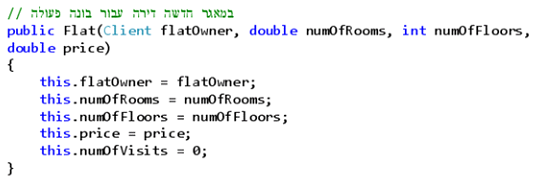 // פעולה בונה עבור דירה חדשה במאגר
public Flat(Client flatOwner, double numOfRooms, int numOfFloors,
double price)
{
this.flatOwner = flatOwner;
this.numOfRooms = numOfRooms;
this.numOfFloors = numOfFloors;
this.price = price;
this.numOfVisits = 0;
}